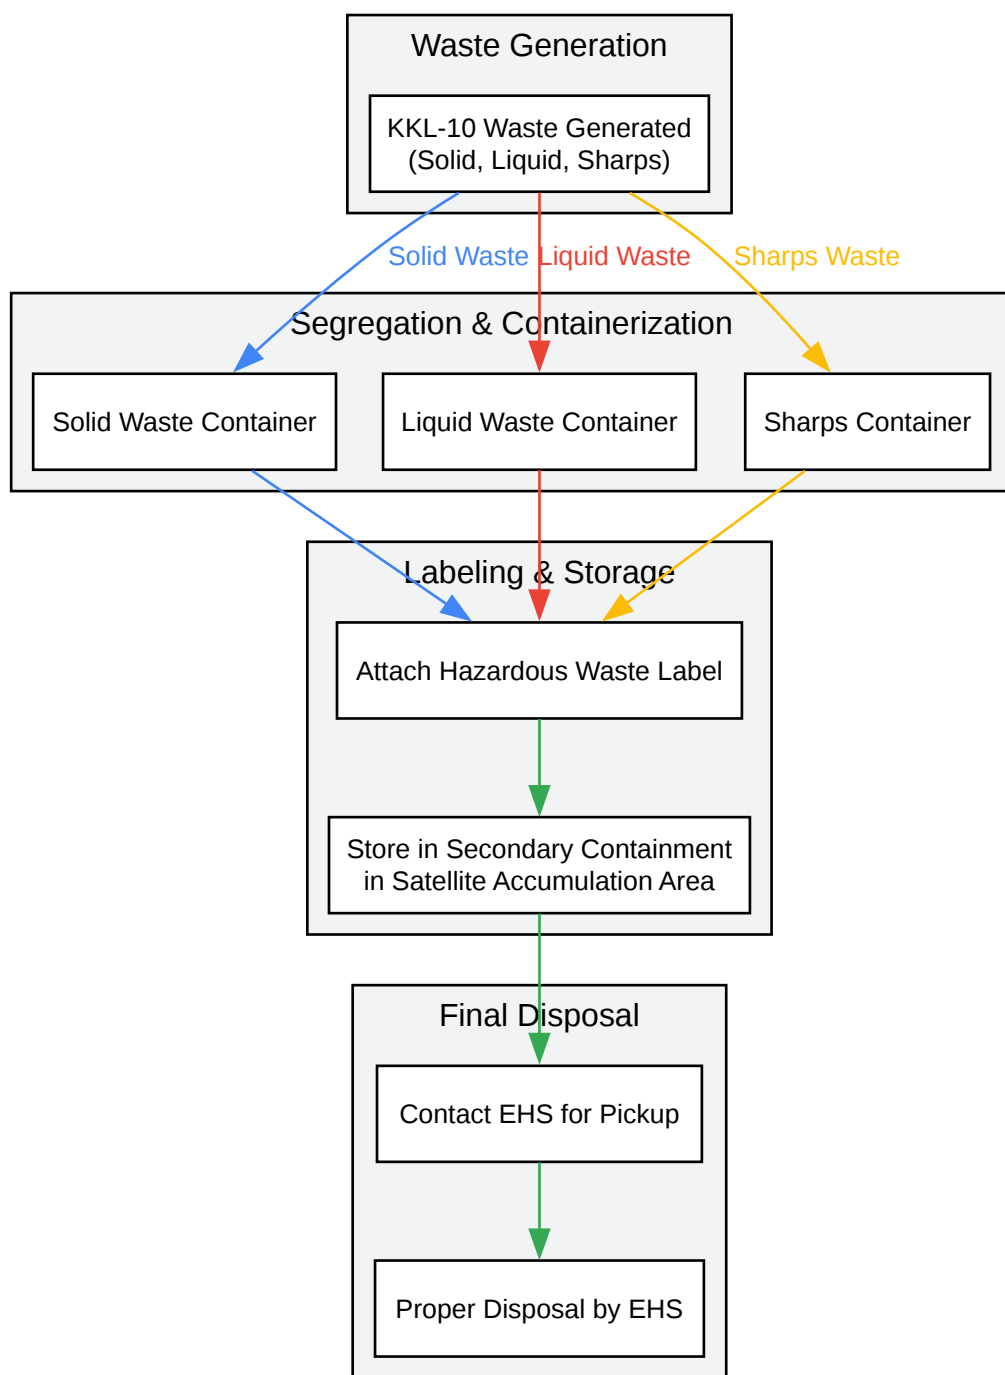 Waste Generation
KKL-10 Waste Generated
(Solid, Liquid, Sharps)
Solid Waste
Liquid Waste
Sharps Waste
Segregation & Containerization
Solid Waste Container
Liquid Waste Container
Sharps Container
Labeling & Storage
Attach Hazardous Waste Label
Store in Secondary Containment
in Satellite Accumulation Area
Final Disposal
Contact EHS for Pickup
Proper Disposal by EHS